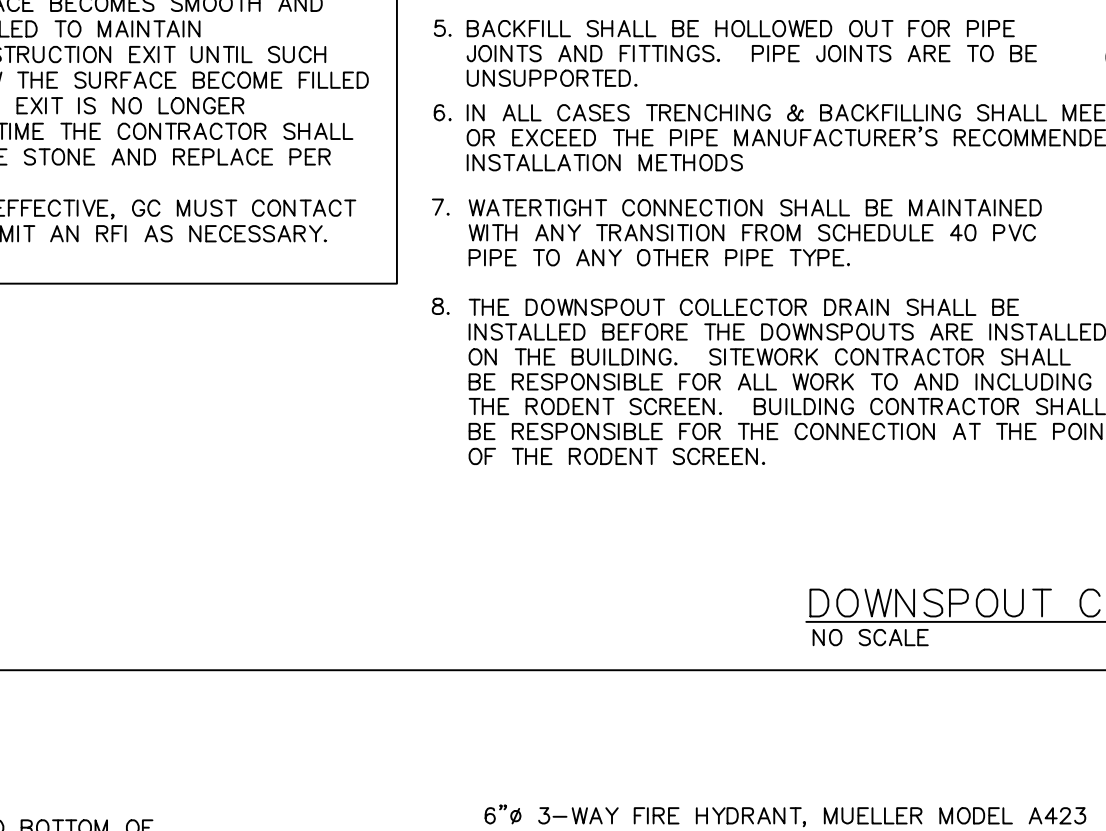 ACE BECOMES SMOOTH AND
LED TO MAINTAIN
STRUCTION EXIT UNTIL SUCH
THE SURFACE BECOME FILLED
EXIT IS NO LONGER
TIME THE CONTRACTOR SHALL
E STONE AND REPLACE PER
EFFECTIVE, GC MUST CONTACT
MIT AN RFI AS NECESSARY.
5. BACKFILL SHALL BE HOLLOWED OUT FOR PIPE
JOINTS AND FITTINGS. PIPE JOINTS ARE TO BE
UNSUPPORTED.
6. IN ALL CASES TRENCHING & BACKFILLING SHALL MEE
OR EXCEED THE PIPE MANUFACTURER'S RECOMMENDE
INSTALLATION METHODS
7. WATERTIGHT CONNECTION SHALL BE MAINTAINED
WITH ANY TRANSITION FROM SCHEDULE 40 PVC
PIPE TO ANY OTHER PIPE TYPE.
8. THE DOWNSPOUT COLLECTOR DRAIN SHALL BE
INSTALLED BEFORE THE DOWNSPOUTS ARE INSTALLED
ON THE BUILDING. SITEWORK CONTRACTOR SHALL
BE RESPONSIBLE FOR ALL WORK TO AND INCLUDING
THE RODENT SCREEN. BUILDING CONTRACTOR SHALL
BE RESPONSIBLE FOR THE CONNECTION AT THE POIN
OF THE RODENT SCREEN.
DOWNSPOUT C
NO SCALE
BOTTOM OF
6"ø 3-WAY FIRE HYDRANT, MUELLER MODEL A423